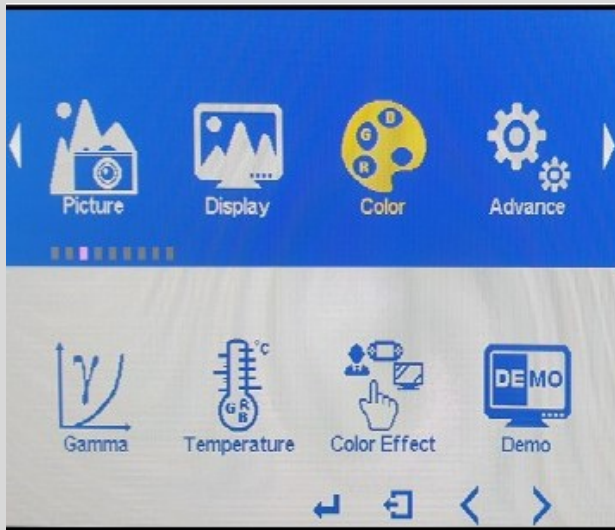 D
G
R
Picture Display Color Advance
γ
°C
G R
B
DEMO
Gamma Temperature Color Effect Demo